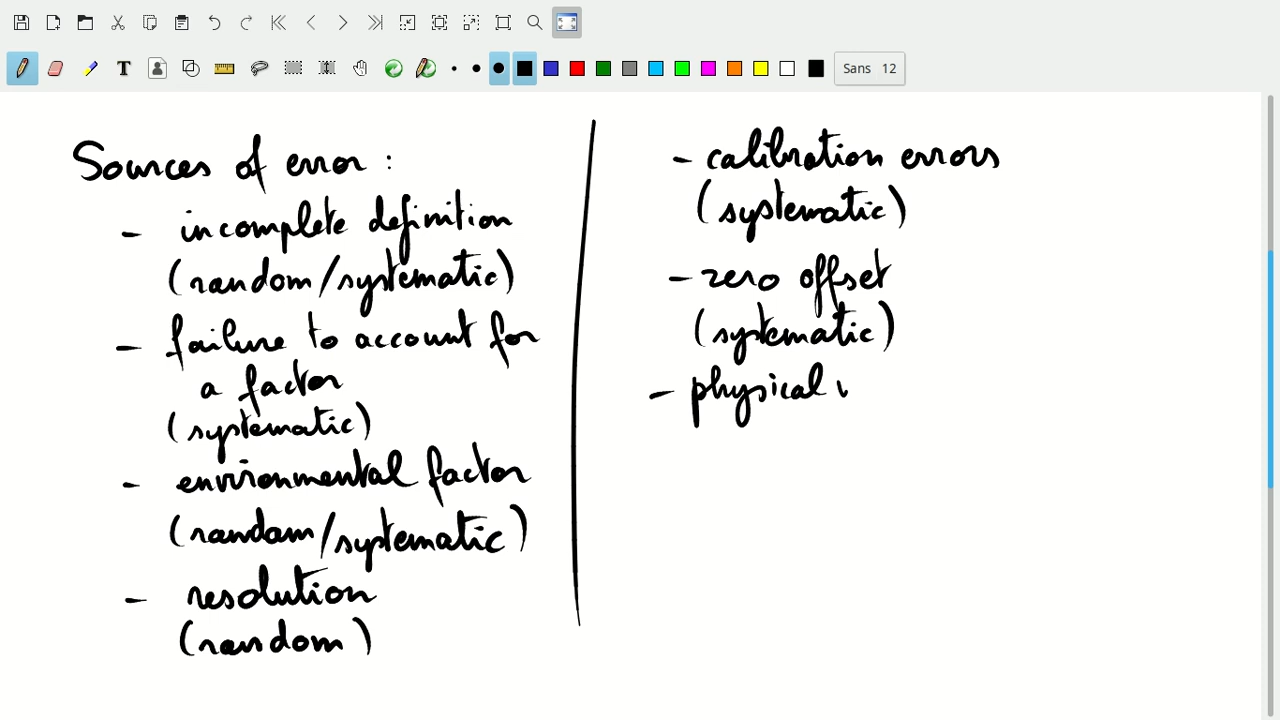 Sans 12
Sources of error :
- incomplete definition
(random/systematic)
- failure to account for
a factor
(systematic)
- environmental factor
(random/systematic)
- resolution
(random)
- calibration errors
(systematic)
- zero offset
(systematic)
- physical